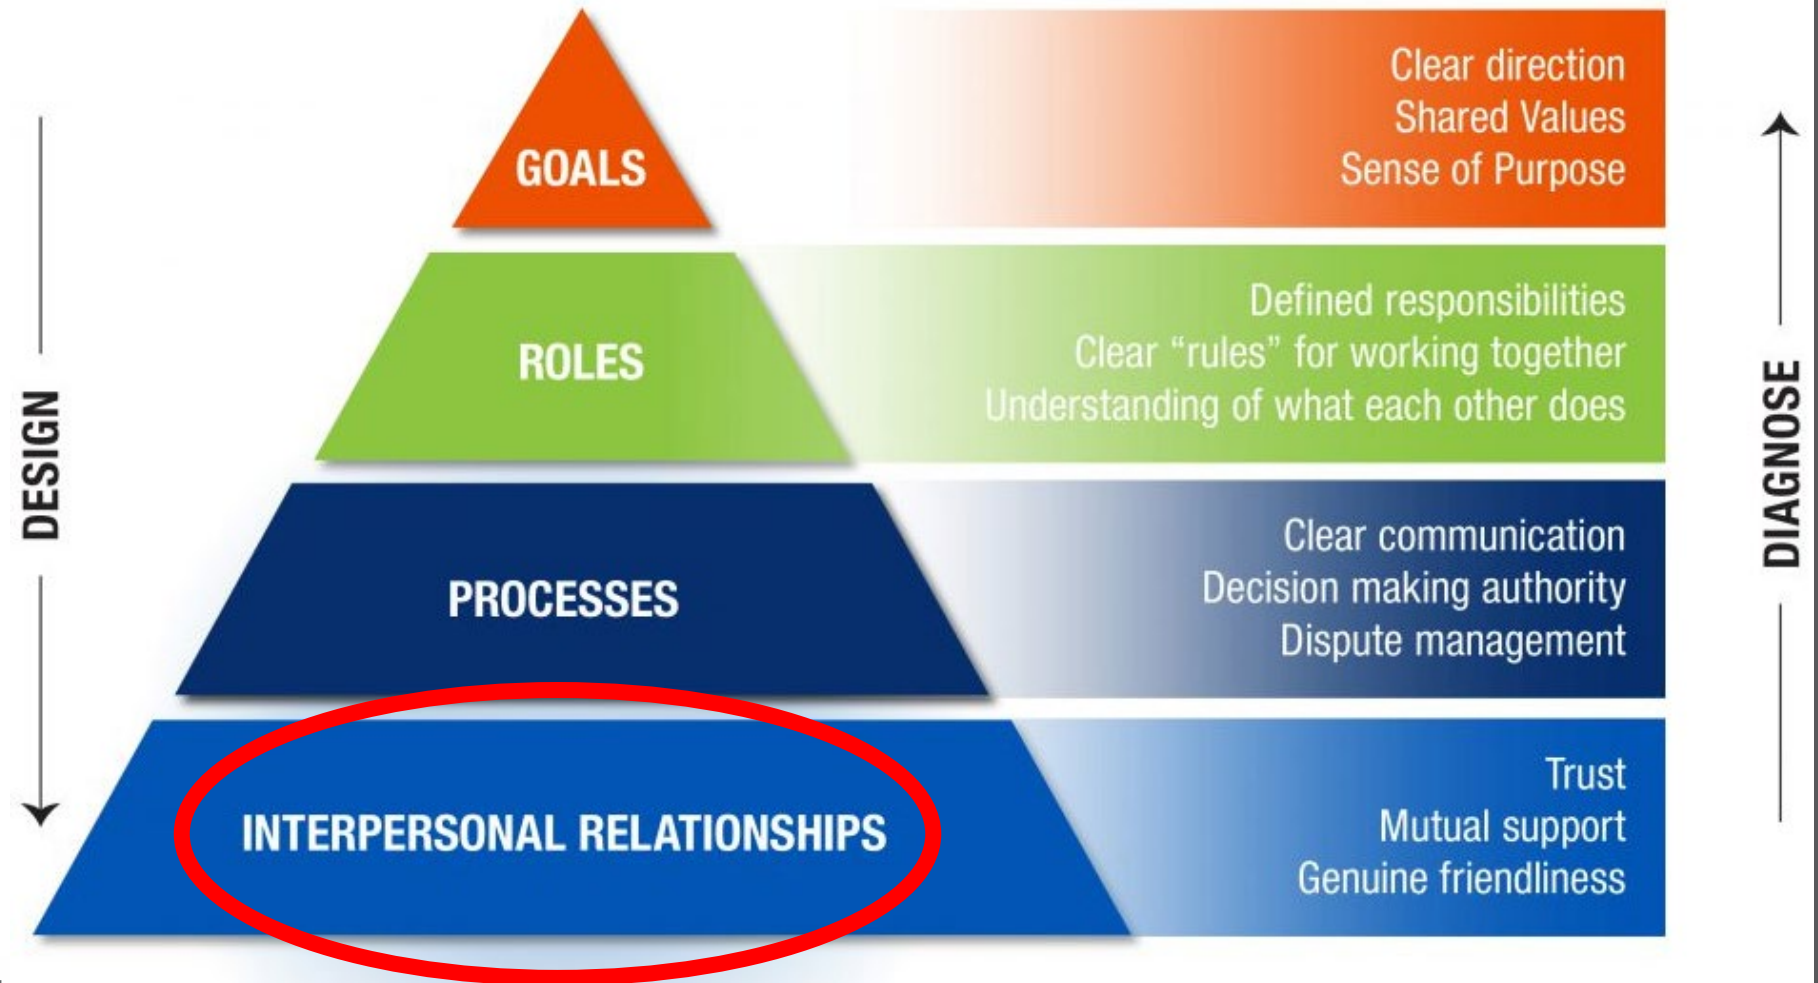 GOALS
Clear direction
Shared Values
Sense of Purpose
ROLES
Defined responsibilities
Clear “rules” for working together
Understanding of what each other does
PROCESSES
Clear communication
Decision making authority
Dispute management
INTERPERSONAL RELATIONSHIPS
Trust
Mutual support
Genuine friendliness
DESIGN
DIAGNOSE